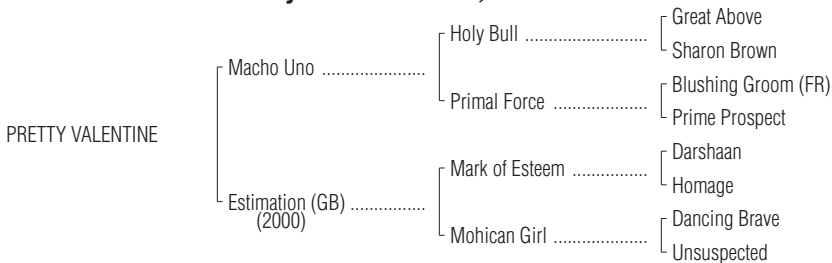 Great Above
Holy Bull ........................
Sharon Brown
Macho Uno ....................
Blushing Groom (FR)
Primal Force ...................
Prime Prospect
PRETTY VALENTINE
Darshaan
Mark of Esteem ...............
Homage
Estimation (GB) ................
(2000)
Dancing Brave
Mohican Girl ...................
Unsuspected